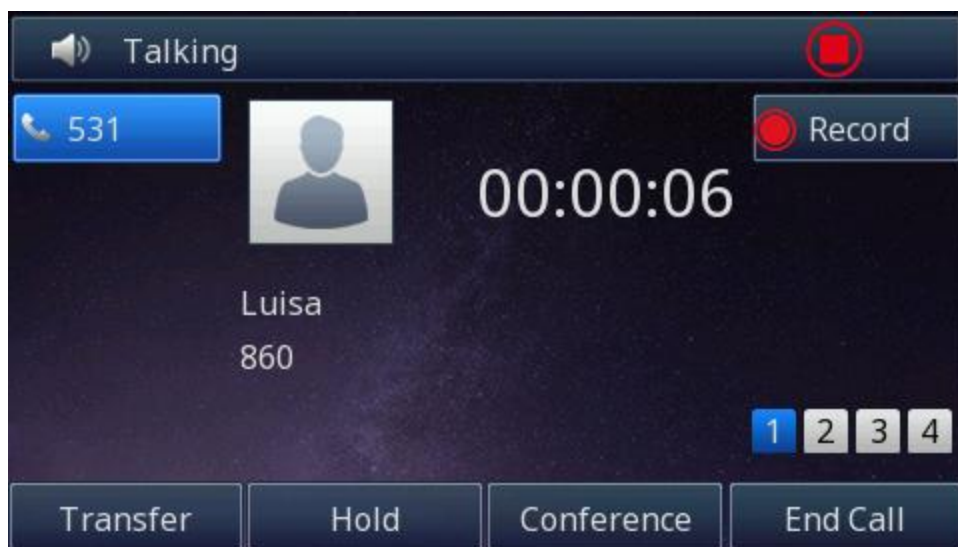 Talking
531
Record
00:00:06
Luisa
860
1 2 3 4
Transfer Hold Conference End Call